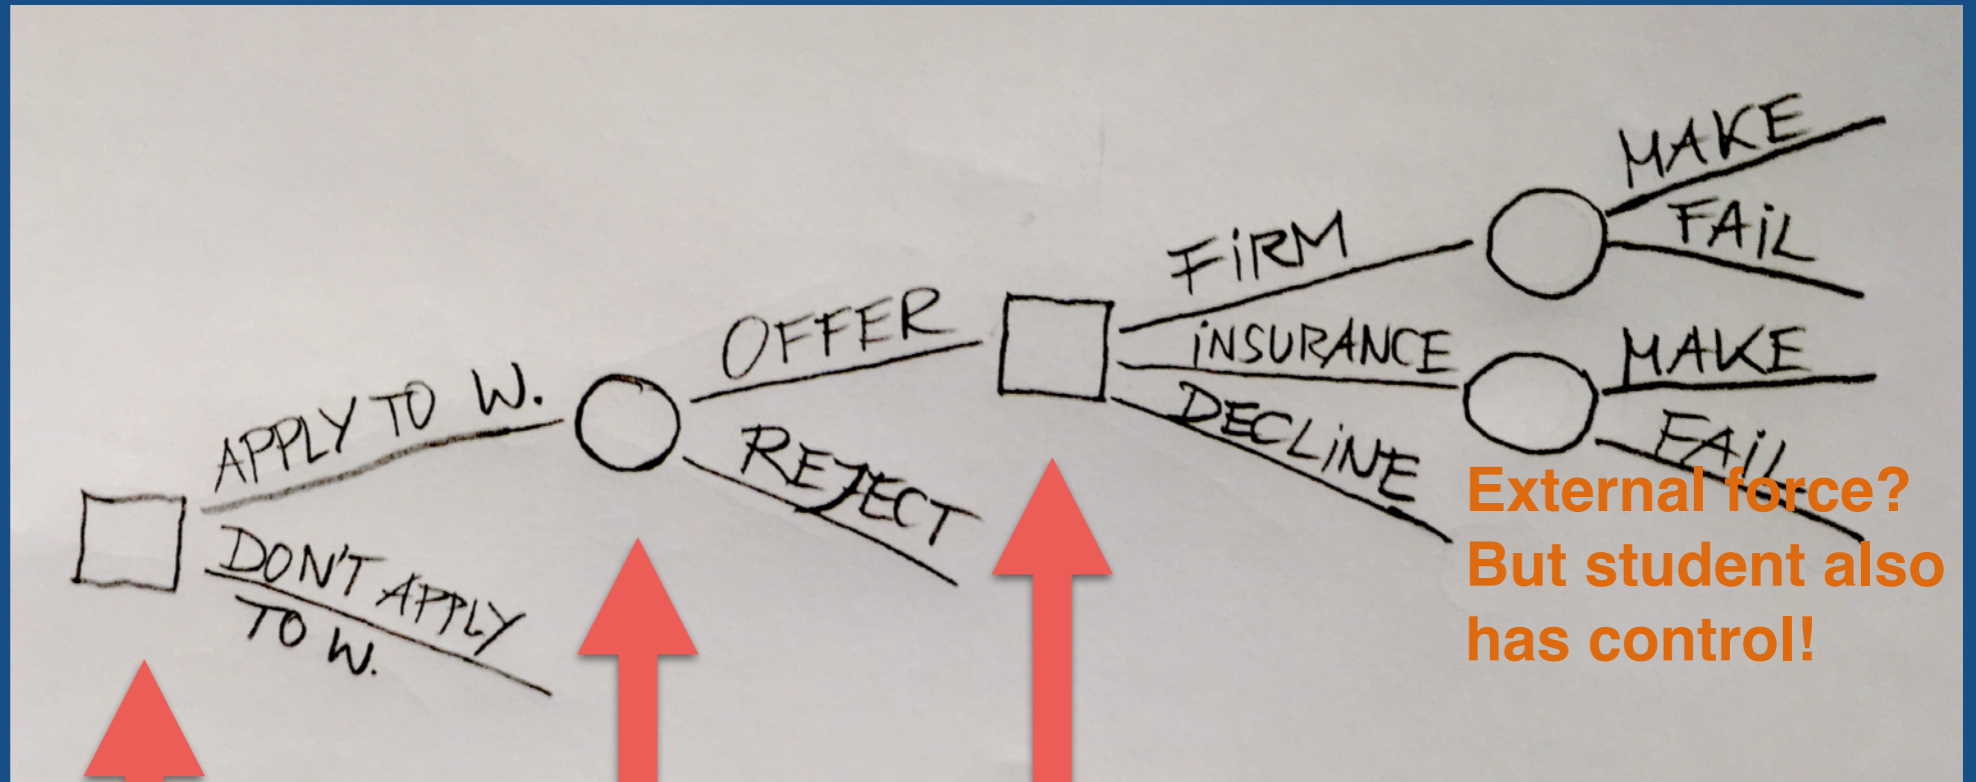 APPLY TO W.
DON'T APPLY
TO W.
OFFER
REJECT
FiRM
iNSURANCE
DECLiNE
MAKE
FAiL
MAKE
FAiL
External force?
But student also
has control!